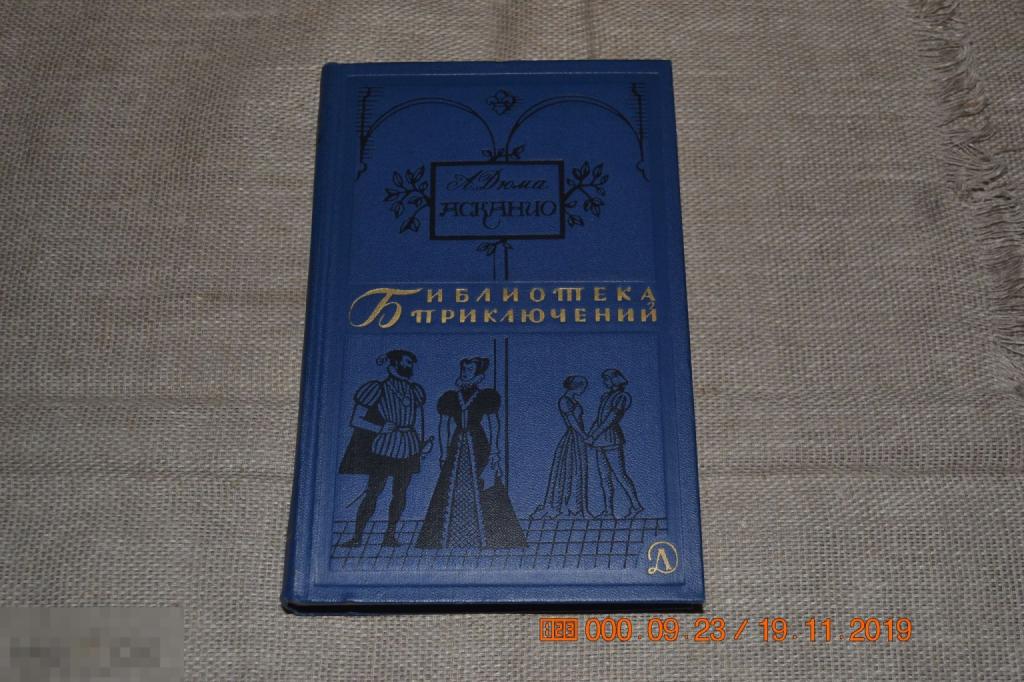 А. Дюма
АСКАНИО
БИБЛИОТЕКА
ПРИКЛЮЧЕНИЙ
Д
000.09.23 / 19.11.2019